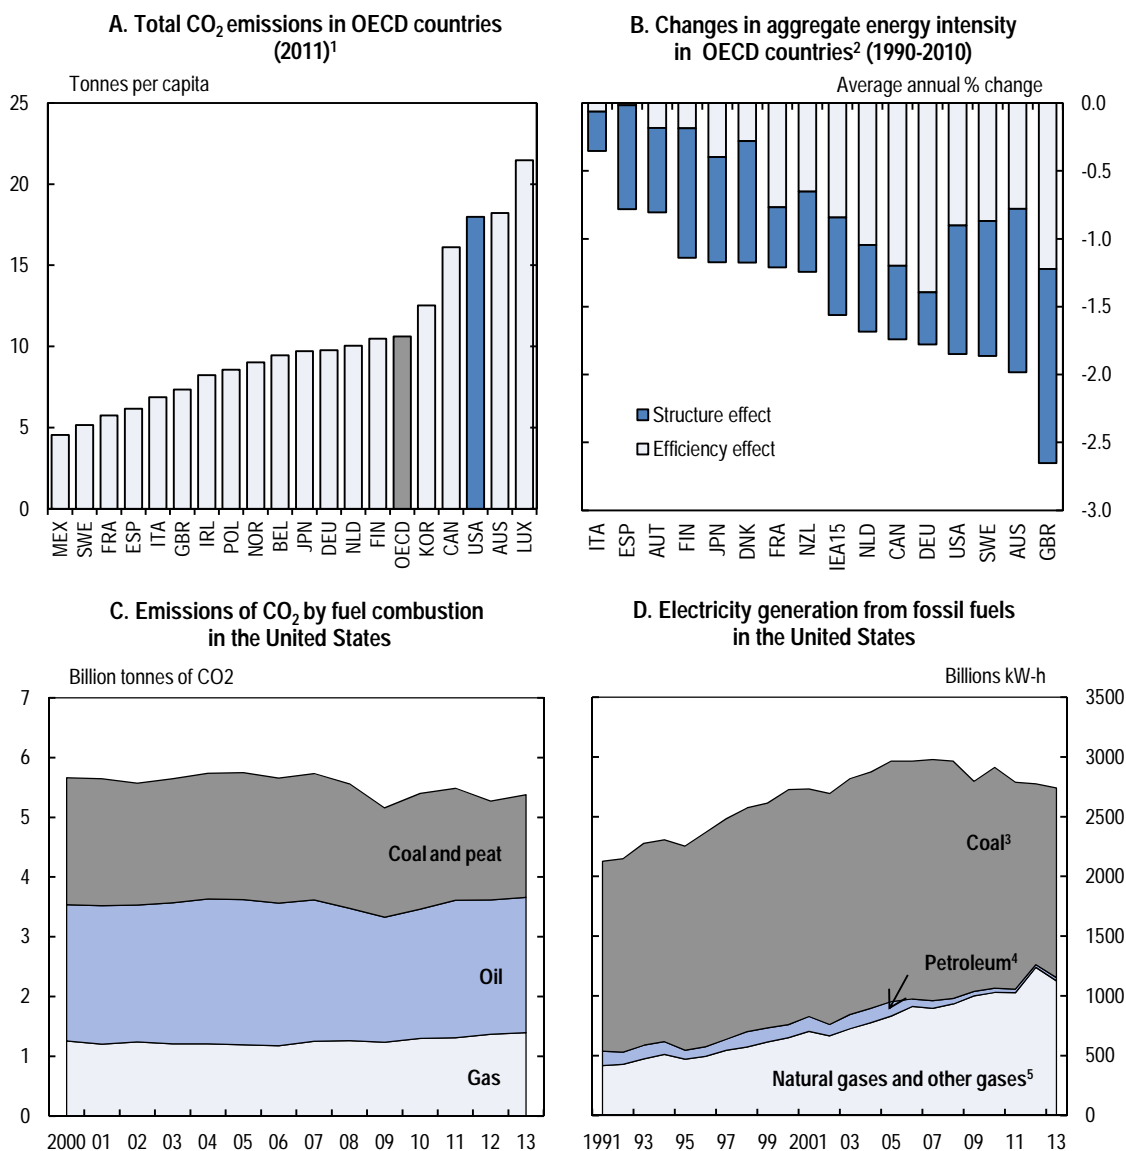 A. Total CO2 emissions in OECD countries
(2011)1
Tonnes per capita
25
20
15
10
5
0
MEX SWE FRA ESP ITA GBR IRL POL NOR BEL JPN DEU NLD FIN OECD KOR CAN USA AUS LUX
B. Changes in aggregate energy intensity
in OECD countries2 (1990-2010)
Average annual % change
0.0
-0.5
-1.0
-1.5
-2.0
-2.5
-3.0
Structure effect
Efficiency effect
ITA ESP AUT FIN JPN DNK FRA NZL IEA15 NLD CAN DEU USA SWE AUS GBR
C. Emissions of CO2 by fuel combustion
in the United States
Billion tonnes of CO2
7
6
5
4
3
2
1
0
Coal and peat
Oil
Gas
2000 01 02 03 04 05 06 07 08 09 10 11 12 13
D. Electricity generation from fossil fuels
in the United States
Billions kW-h
3500
3000
2500
2000
1500
1000
500
0
Coal3
Petroleum4
Natural gases and other gases5
1991 93 95 97 99 2001 03 05 07 09 11 13